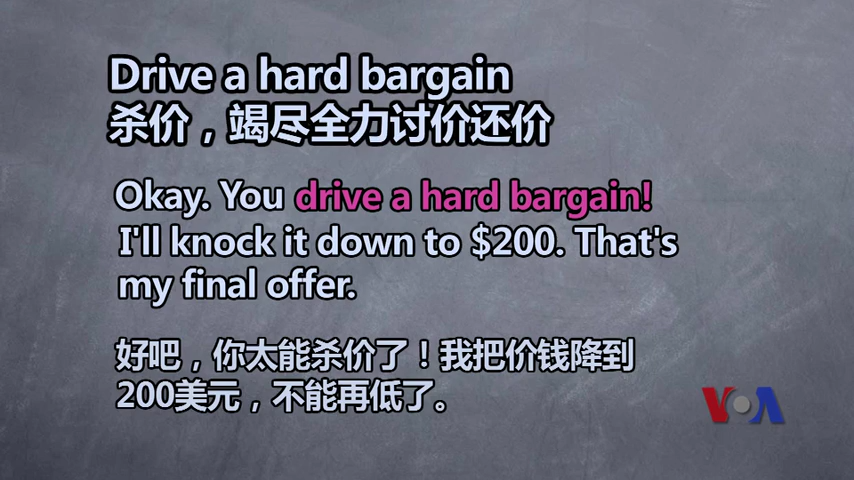 Drive a hard bargain
杀价，竭尽全力讨价还价
Okay. You drive a hard bargain!
I'll knock it down to $200. That's
my final offer.
好吧，你太能杀价了！我把价钱降到
200美元，不能再低了。
VOA